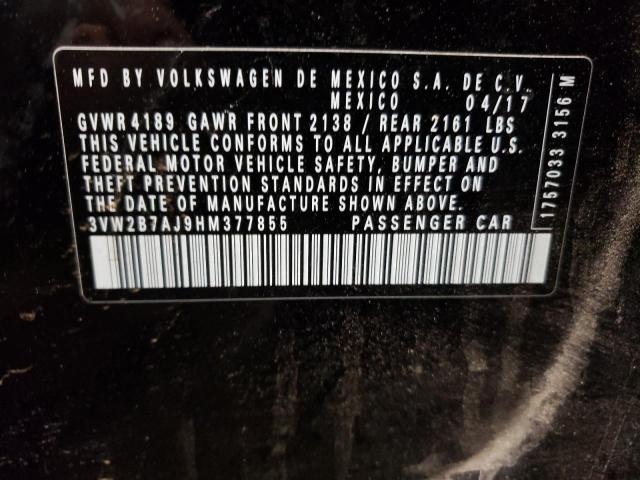 MFD BY VOLKSWAGEN DE MEXICO S.A. DE C.V.
MEXICO 04/17
GVWR 4189 GAWR FRONT 2138 / REAR 2161 LBS
THIS VEHICLE CONFORMS TO ALL APPLICABLE U.S.
FEDERAL MOTOR VEHICLE SAFETY, BUMPER AND
THEFT PREVENTION STANDARDS IN EFFECT ON
THE DATE OF MANUFACTURE SHOWN ABOVE.
3VW2B7AJ9HM377855 PASSENGER CAR
1757033 3156 M